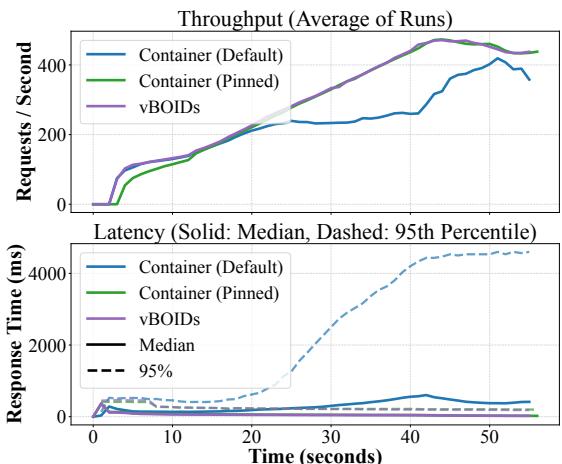 Throughput (Average of Runs)
Requests / Second
400
200
0
Container (Default)
Container (Pinned)
vBOIDs
Latency (Solid: Median, Dashed: 95th Percentile)
Response Time (ms)
4000
2000
0
Container (Default)
Container (Pinned)
vBOIDs
Median
95%
0 10 20 30 40 50
Time (seconds)